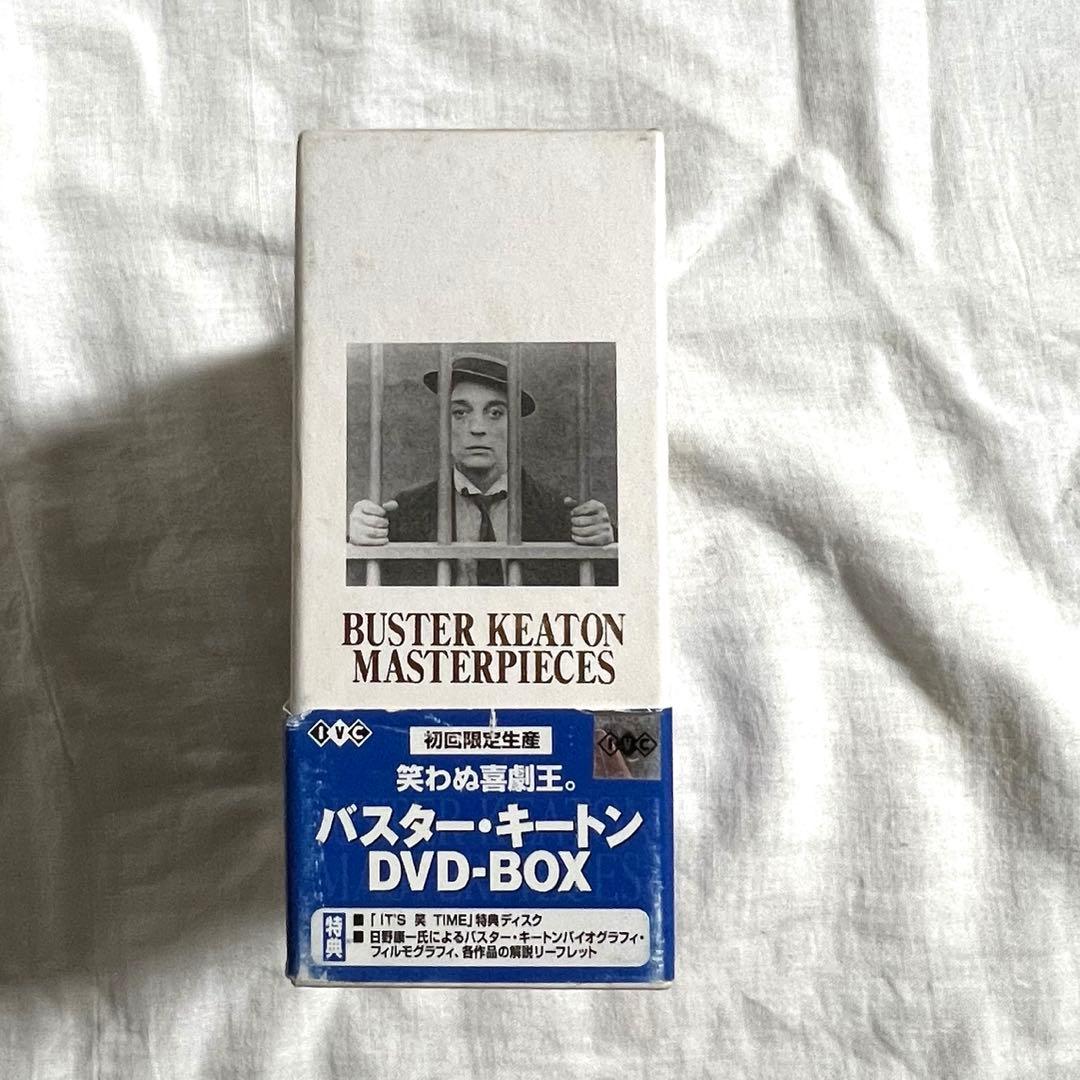 BUSTER KEATON
MASTERPIECES
IVC
初回限定生産
IVC
笑わぬ喜劇王。
バスター・キートン
DVD-BOX
特典
■「IT'S 笑 TIME」特典ディスク
■日野康一氏によるバスター・キートンバイオグラフィ・
フィルモグラフィ、各作品の解説リーフレット